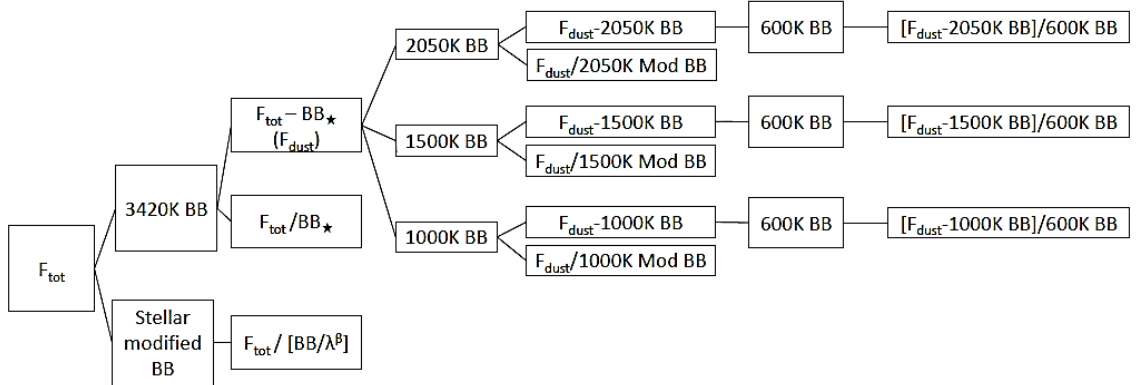 F_tot
3420K BB
Stellar
modified
BB
F_tot – BB★
(F_dust)
F_tot/BB★
F_tot / [BB/λ^β]
2050K BB
F_dust-2050K BB
600K BB
[F_dust-2050K BB]/600K BB
F_dust/2050K Mod BB
1500K BB
F_dust-1500K BB
600K BB
[F_dust-1500K BB]/600K BB
F_dust/1500K Mod BB
1000K BB
F_dust-1000K BB
600K BB
[F_dust-1000K BB]/600K BB
F_dust/1000K Mod BB